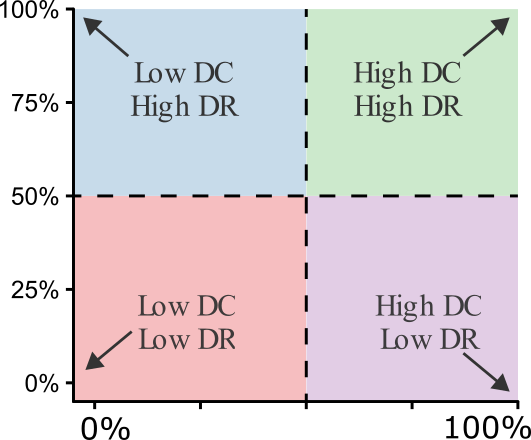 100%
Low DC
High DR
High DC
High DR
75%
50%
25%
Low DC
Low DR
High DC
Low DR
0%
0%
100%